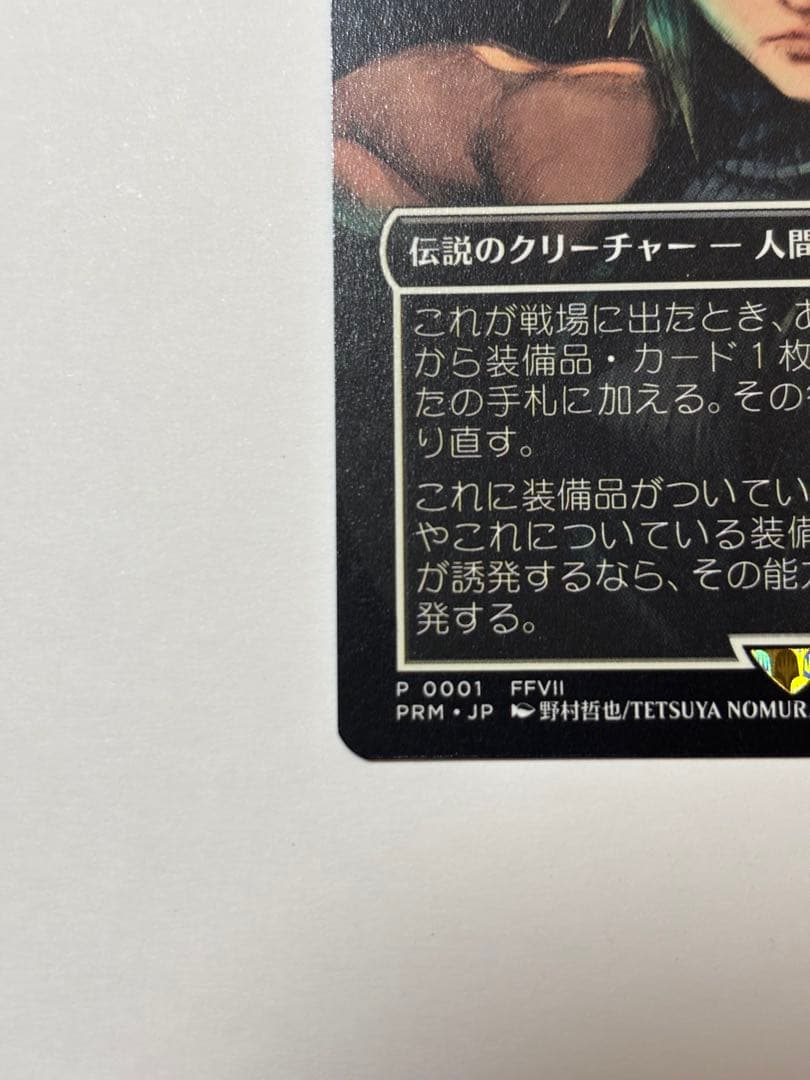 伝説のクリーチャー — 人間
これが戦場に出たとき、あ
から装備品・カード1枚
たの手札に加える。その
り直す。
これに装備品がついてい
やこれについている装備
が誘発するなら、その能
発する。
P 0001 FFVII
PRM・JP 野村哲也/TETSUYA NOMUR